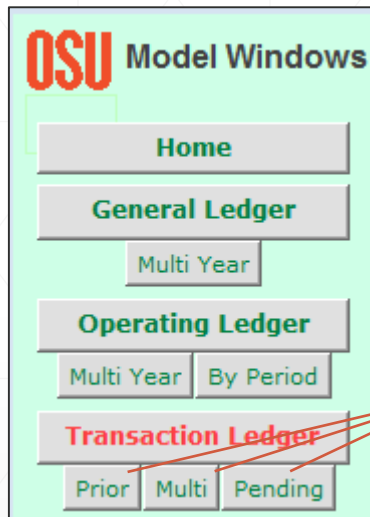 OSU Model Windows
Home
General Ledger
Multi Year
Operating Ledger
Multi Year By Period
Transaction Ledger
Prior Multi Pending